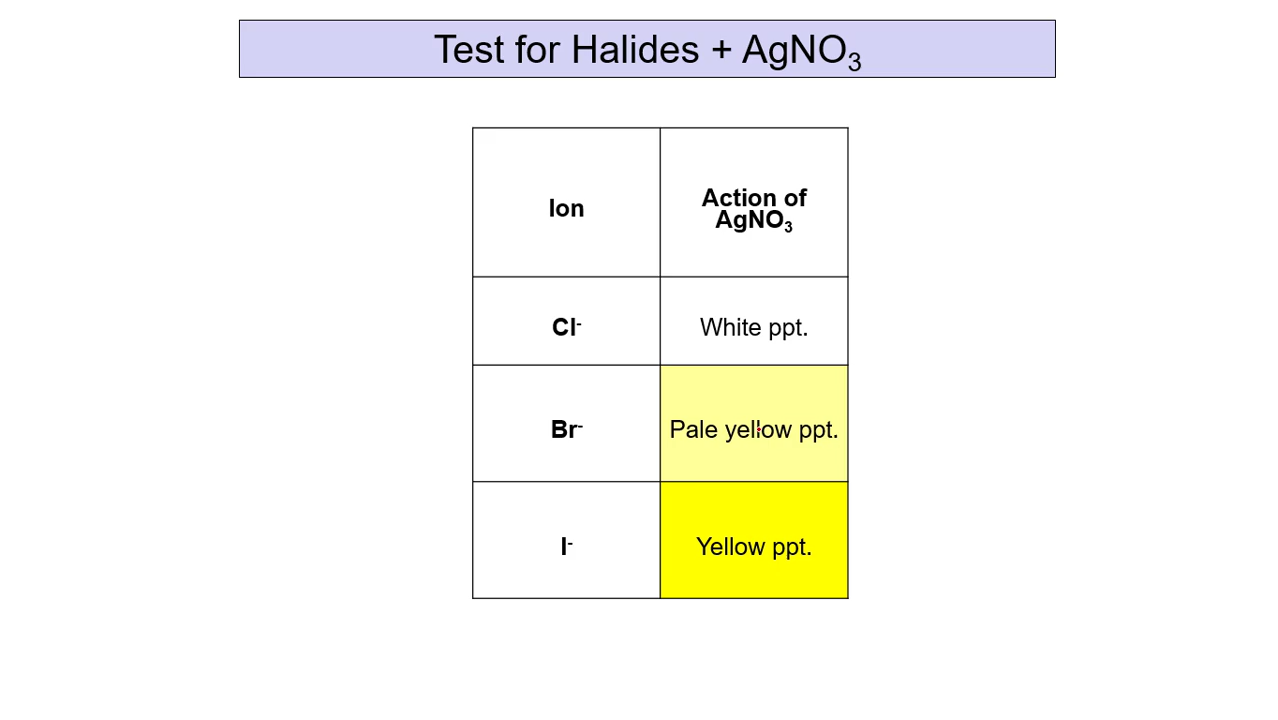 Test for Halides + AgNO₃
Ion
Action of
AgNO₃
Cl⁻
White ppt.
Br⁻
Pale yellow ppt.
I⁻
Yellow ppt.